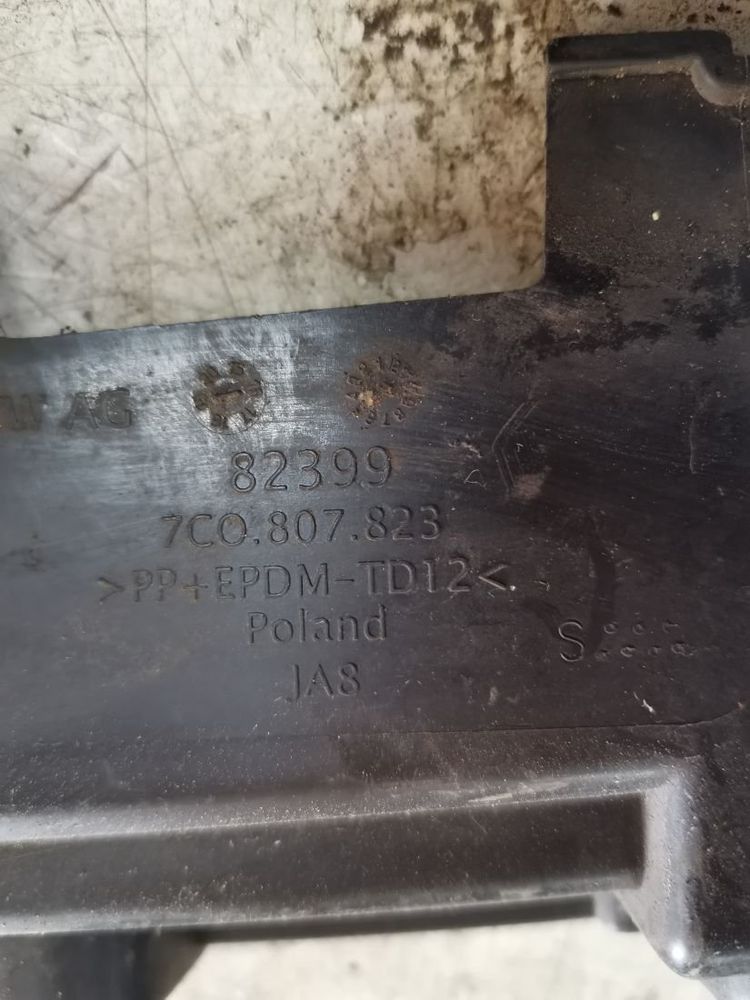 AG
82399
7C0.807.823
>PP+EPDM-TD12<
Poland
S
JA8